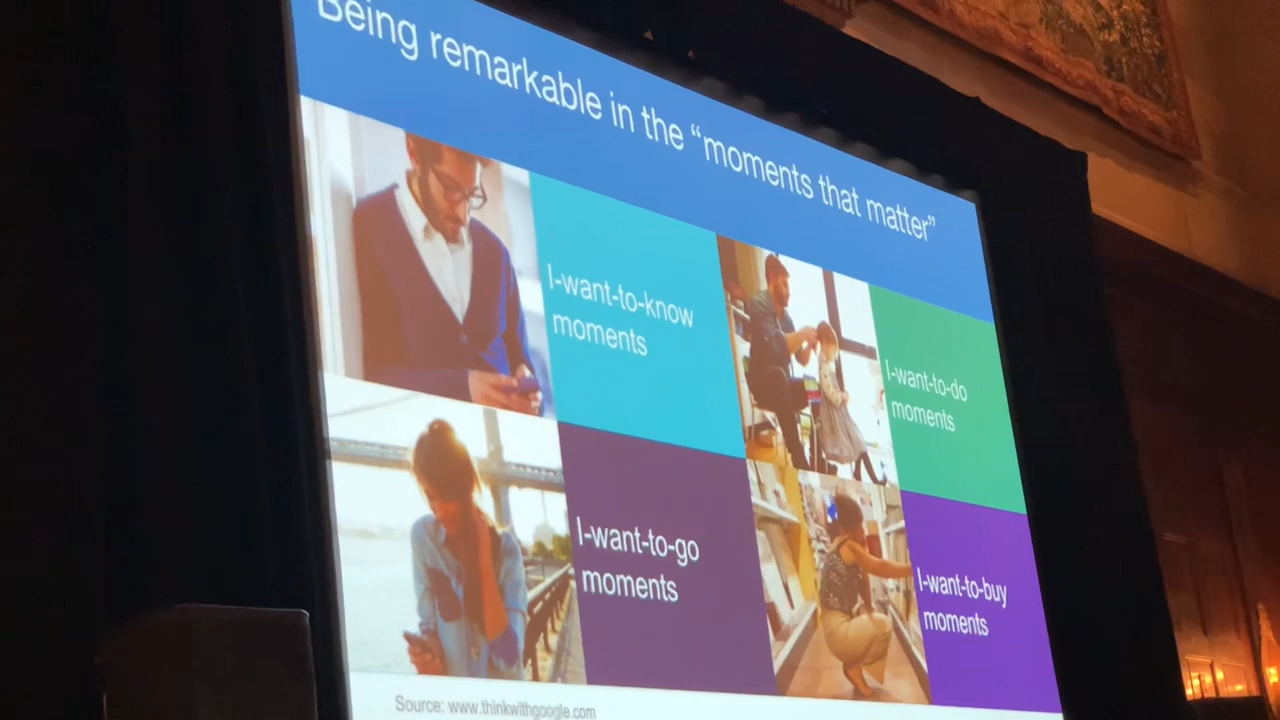 Being remarkable in the “moments that matter”
I-want-to-know
moments
I-want-to-do
moments
I-want-to-go
moments
I-want-to-buy
moments
Source: www.thinkwithgoogle.com